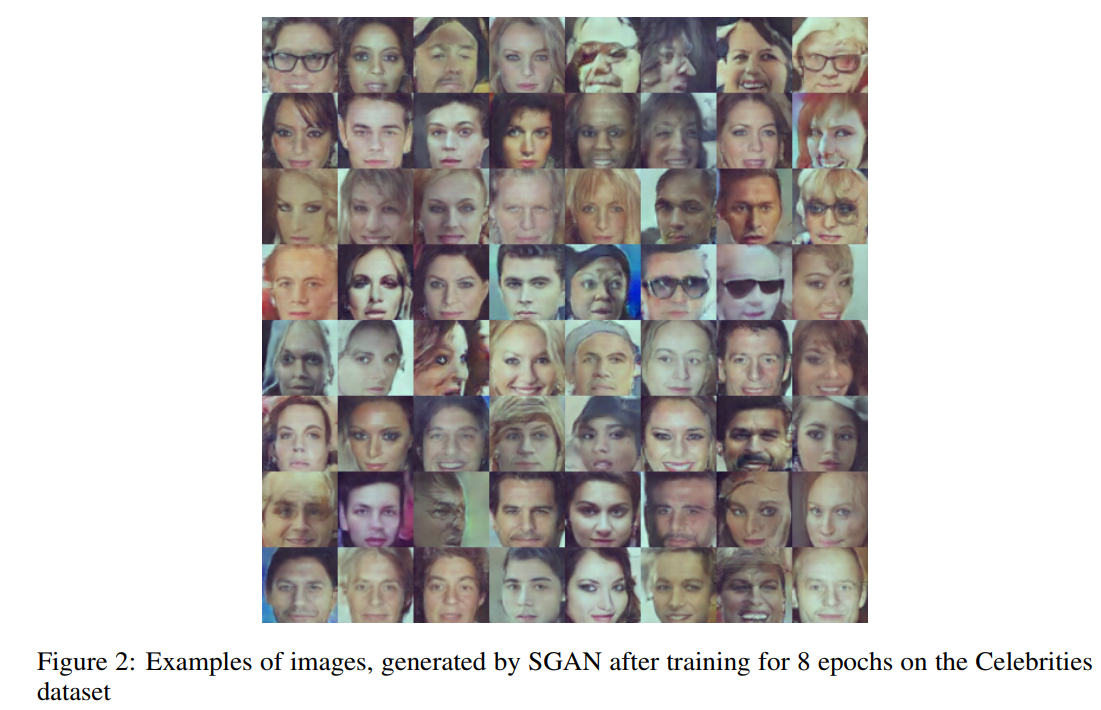 Figure 2: Examples of images, generated by SGAN after training for 8 epochs on the Celebrities
dataset